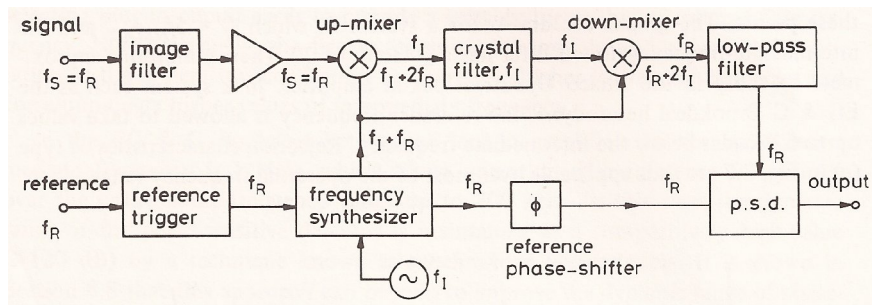 signal
f_S = f_R
image filter
f_S = f_R
up-mixer
f_I
f_I + 2f_R
crystal filter, f_I
f_I
down-mixer
f_R
f_R + 2f_I
low-pass filter
f_I + f_R
f_R
reference
f_R
reference trigger
f_R
frequency synthesizer
f_R
ϕ
reference phase-shifter
f_R
p.s.d.
output
f_I